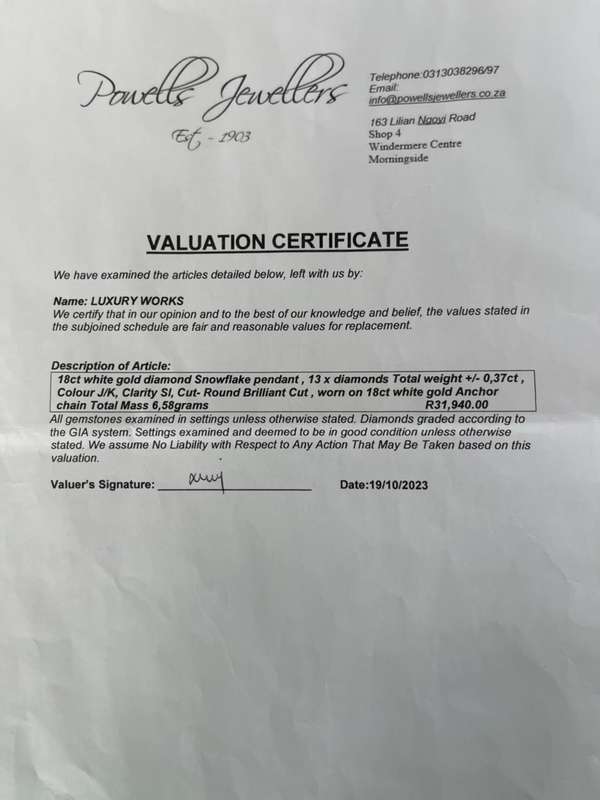 Powells Jewellers
Est - 1903
Telephone:0313038296/97
Email:
info@powellsjewellers.co.za
163 Lilian Ngoyi Road
Shop 4
Windermere Centre
Morningside
VALUATION CERTIFICATE
We have examined the articles detailed below, left with us by:
Name: LUXURY WORKS
We certify that in our opinion and to the best of our knowledge and belief, the values stated in
the subjoined schedule are fair and reasonable values for replacement.
Description of Article:
18ct white gold diamond Snowflake pendant , 13 x diamonds Total weight +/- 0,37ct ,
Colour J/K, Clarity SI, Cut- Round Brilliant Cut , worn on 18ct white gold Anchor
chain Total Mass 6,58grams R31,940.00
All gemstones examined in settings unless otherwise stated. Diamonds graded according to
the GIA system. Settings examined and deemed to be in good condition unless otherwise
stated. We assume No Liability with Respect to Any Action That May Be Taken based on this
valuation.
Valuer's Signature: Date:19/10/2023